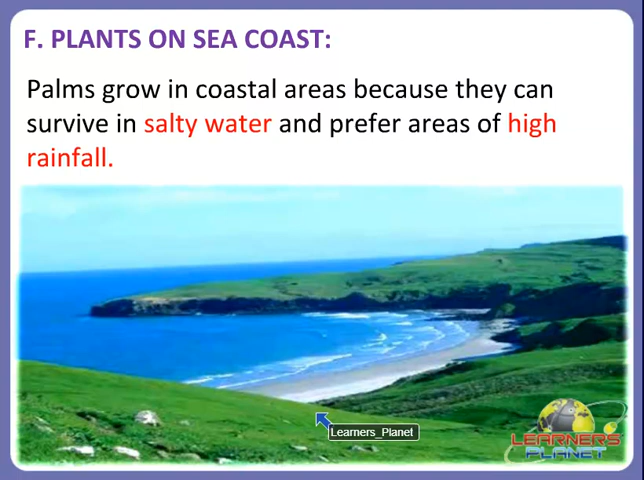 F. PLANTS ON SEA COAST:
Palms grow in coastal areas because they can
survive in salty water and prefer areas of high
rainfall.
Learners_Planet
LEARNERS
PLANET